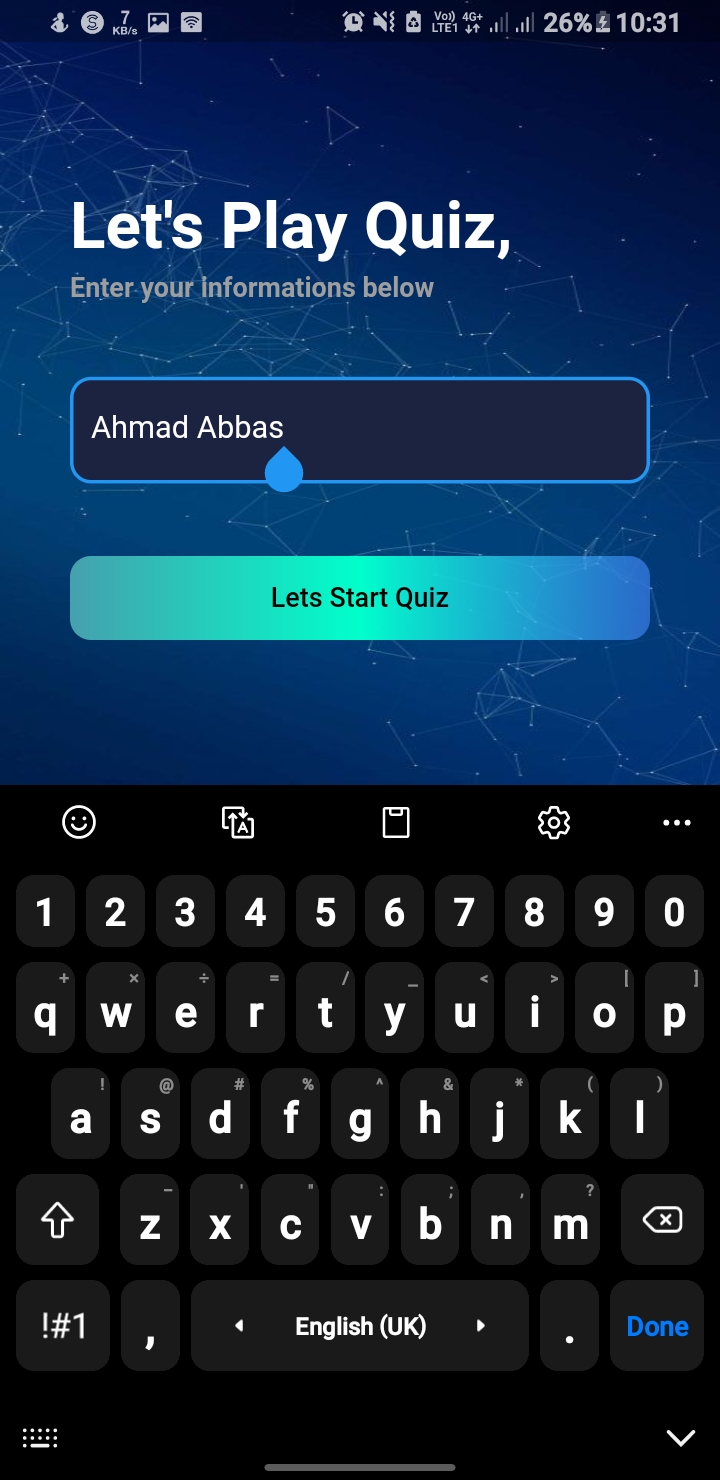 7 KB/s Vo) LTE1 4G+ 26% 10:31
Let's Play Quiz,
Enter your informations below
Ahmad Abbas
Lets Start Quiz
1 2 3 4 5 6 7 8 9 0
+ × ÷ = / _ < > [ ]
q w e r t y u i o p
! @ # % ^ & * ( )
a s d f g h j k l
- ' " : ; , ?
z x c v b n m
!#1 , English (UK) . Done